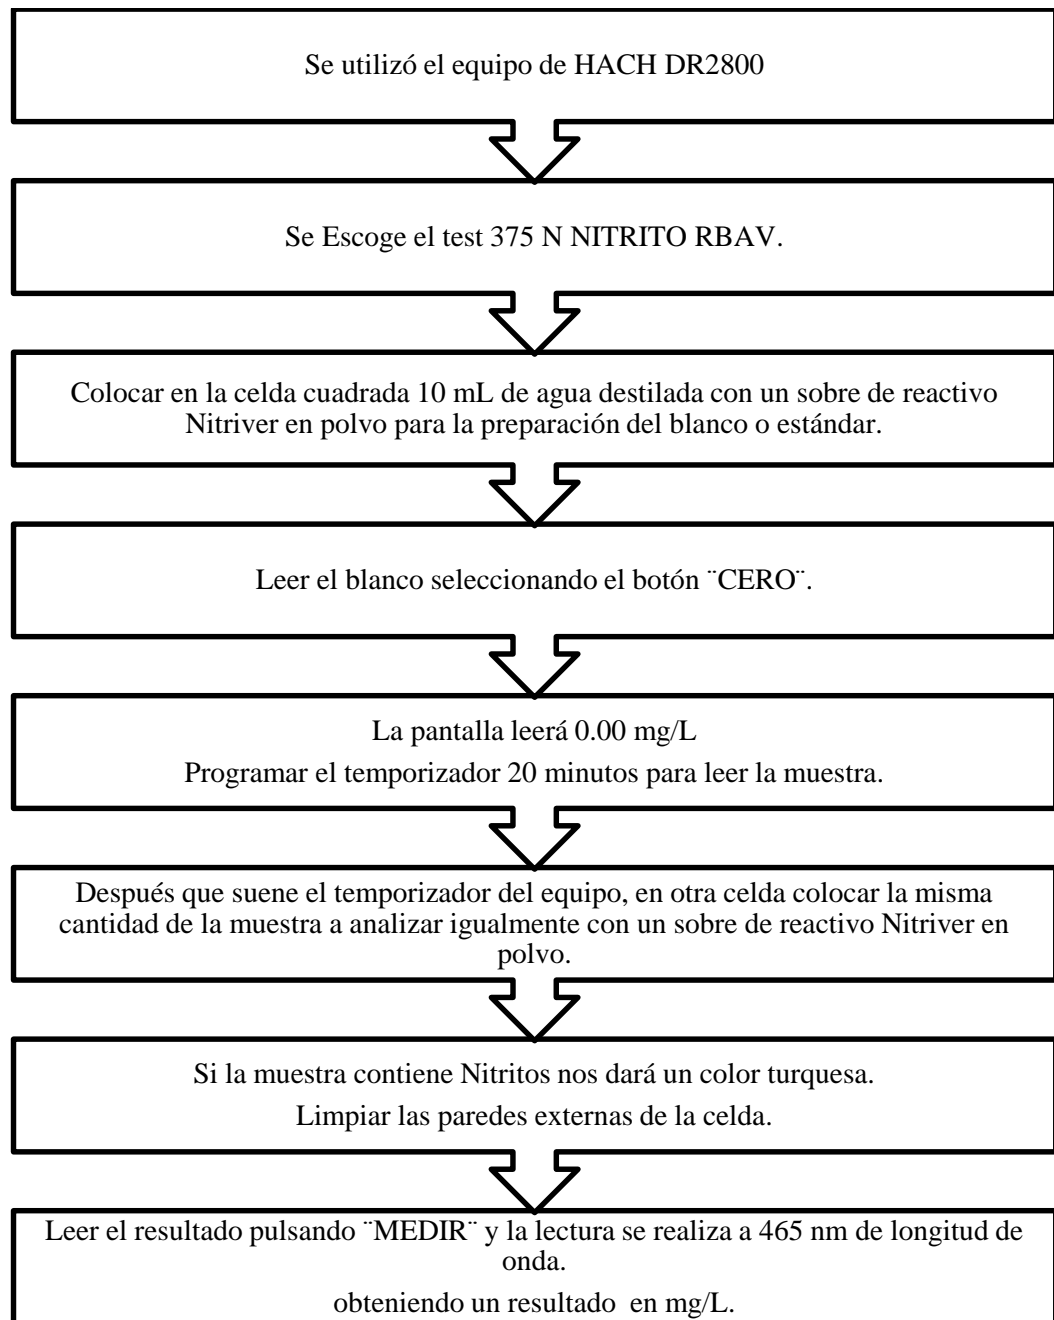 Se utilizó el equipo de HACH DR2800
Se Escoge el test 375 N NITRITO RBAV.
Colocar en la celda cuadrada 10 mL de agua destilada con un sobre de reactivo
Nitriver en polvo para la preparación del blanco o estándar.
Leer el blanco seleccionando el botón ¨CERO¨.
La pantalla leerá 0.00 mg/L
Programar el temporizador 20 minutos para leer la muestra.
Después que suene el temporizador del equipo, en otra celda colocar la misma
cantidad de la muestra a analizar igualmente con un sobre de reactivo Nitriver en
polvo.
Si la muestra contiene Nitritos nos dará un color turquesa.
Limpiar las paredes externas de la celda.
Leer el resultado pulsando ¨MEDIR¨ y la lectura se realiza a 465 nm de longitud de
onda.
obteniendo un resultado en mg/L.